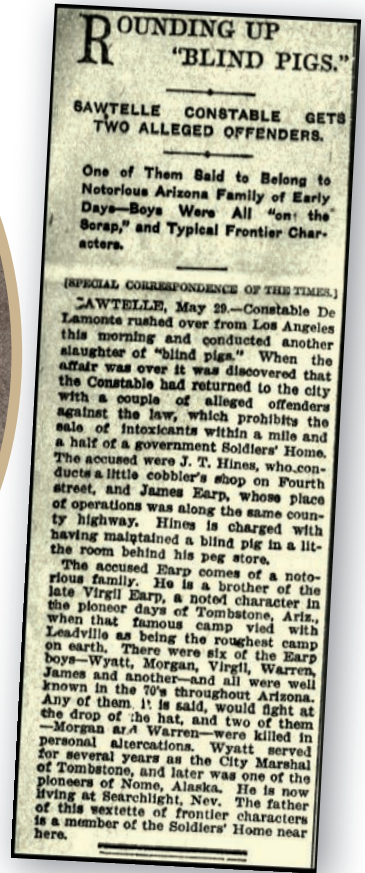 ROUNDING UP
"BLIND PIGS."
SAWTELLE CONSTABLE GETS
TWO ALLEGED OFFENDERS.
One of Them Said to Belong to
Notorious Arizona Family of Early
Days—Boys Were All "on the
Scrap," and Typical Frontier Char-
acters.
[SPECIAL CORRESPONDENCE OF THE TIMES.]
SAWTELLE, May 29.—Constable De
Lamonte rushed over from Los Angeles
this morning and conducted another
slaughter of "blind pigs." When the
affair was over it was discovered that
the Constable had returned to the city
with a couple of alleged offenders
against the law, which prohibits the
sale of intoxicants within a mile and
a half of a government Soldiers' Home.
The accused were J. T. Hines, who con-
ducts a little cobbler's shop on Fourth
street, and James Earp, whose place
of operations was along the same coun-
ty highway. Hines is charged with
having maintained a blind pig in a lit-
the room behind his peg store.
The accused Earp comes of a noto-
rious family. He is a brother of the
late Virgil Earp, a noted character in
the pioneer days of Tombstone, Ariz.,
when that famous camp vied with
Leadville as being the roughest camp
on earth. There were six of the Earp
boys—Wyatt, Morgan, Virgil, Warren,
James and another—and all were well
known in the 70's throughout Arizona.
Any of them, it is said, would fight at
the drop of the hat, and two of them
—Morgan and Warren—were killed in
personal altercations. Wyatt served
for several years as the City Marshal
of Tombstone, and later was one of the
pioneers of Nome, Alaska. He is now
living at Searchlight, Nev. The father
of this sextette of frontier characters
is a member of the Soldiers' Home near
here.